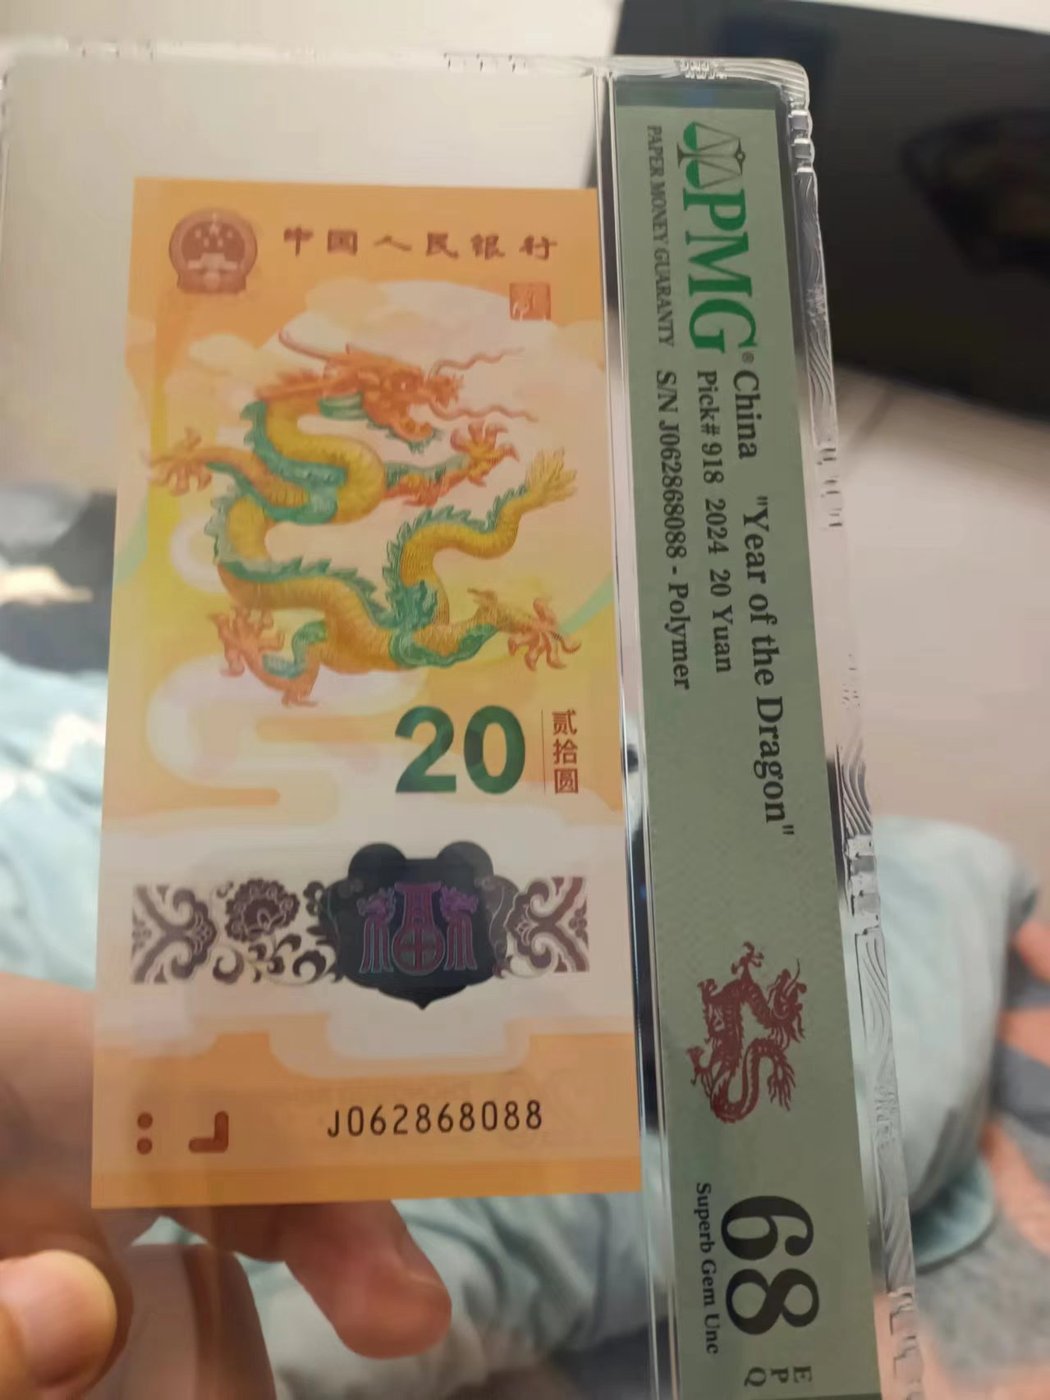 中国人民银行
20
贰拾圆
J062868088
PMG®
PAPER MONEY GUARANTY
China "Year of the Dragon"
Pick# 918 2024 20 Yuan
S/N J062868088 - Polymer
68
EPQ
Superb Gem Unc